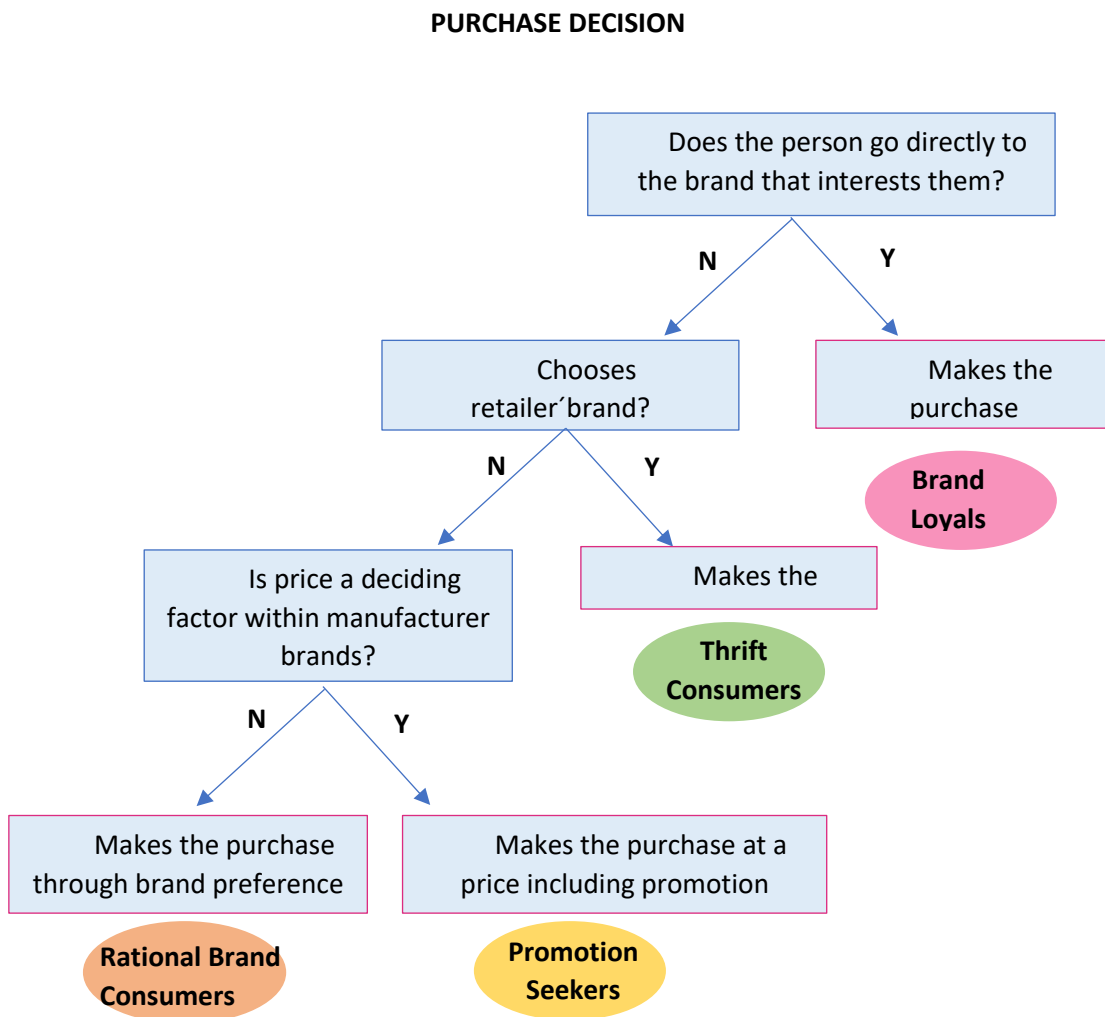 PURCHASE DECISION
Does the person go directly to
the brand that interests them?
N
Y
Chooses
retailer´brand?
Makes the
purchase
N
Y
Brand
Loyals
Is price a deciding
factor within manufacturer
brands?
Makes the
Thrift
Consumers
N
Y
Makes the purchase
through brand preference
Makes the purchase at a
price including promotion
Rational Brand
Consumers
Promotion
Seekers